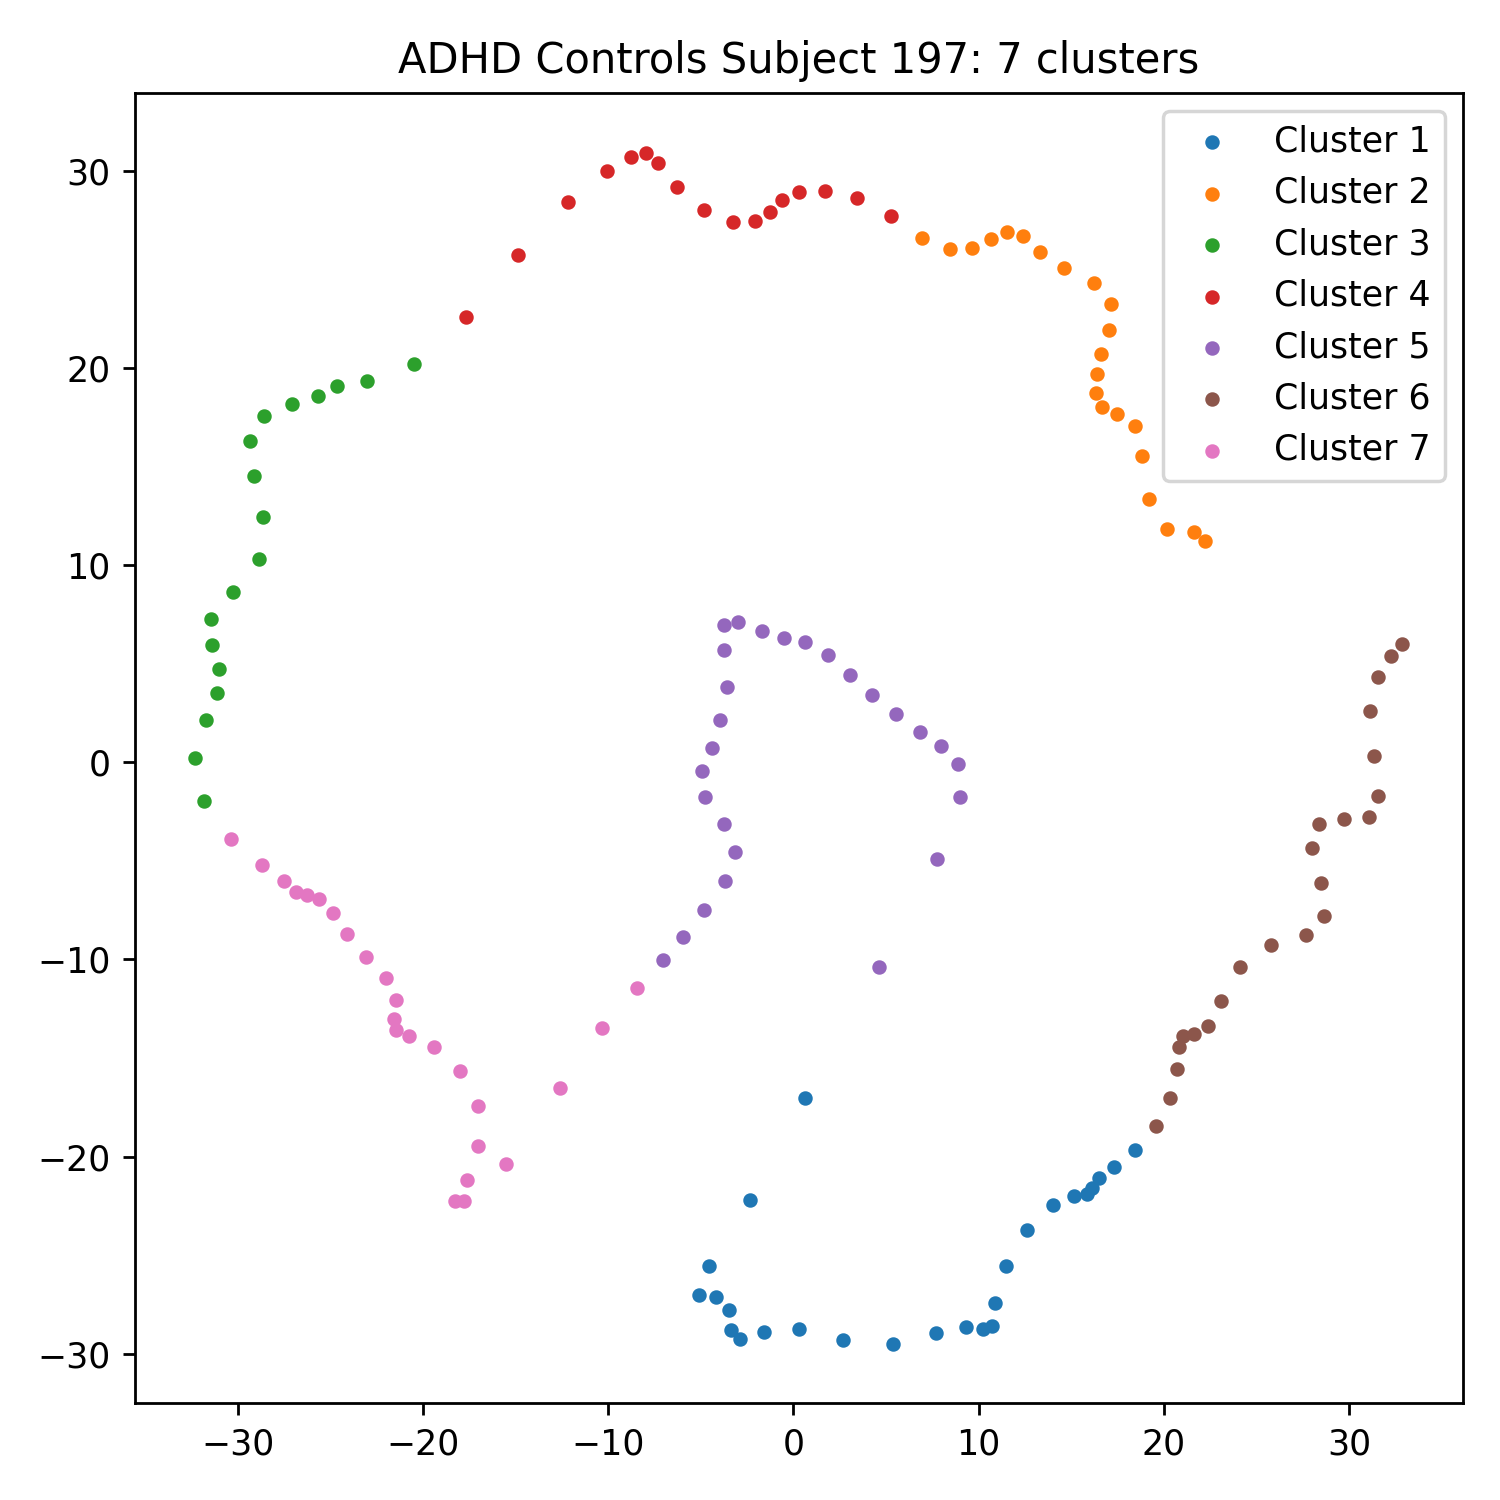 ADHD Controls Subject 197: 7 clusters
Cluster 1
Cluster 2
Cluster 3
Cluster 4
Cluster 5
Cluster 6
Cluster 7
30
20
10
0
−10
−20
−30
−30 −20 −10 0 10 20 30